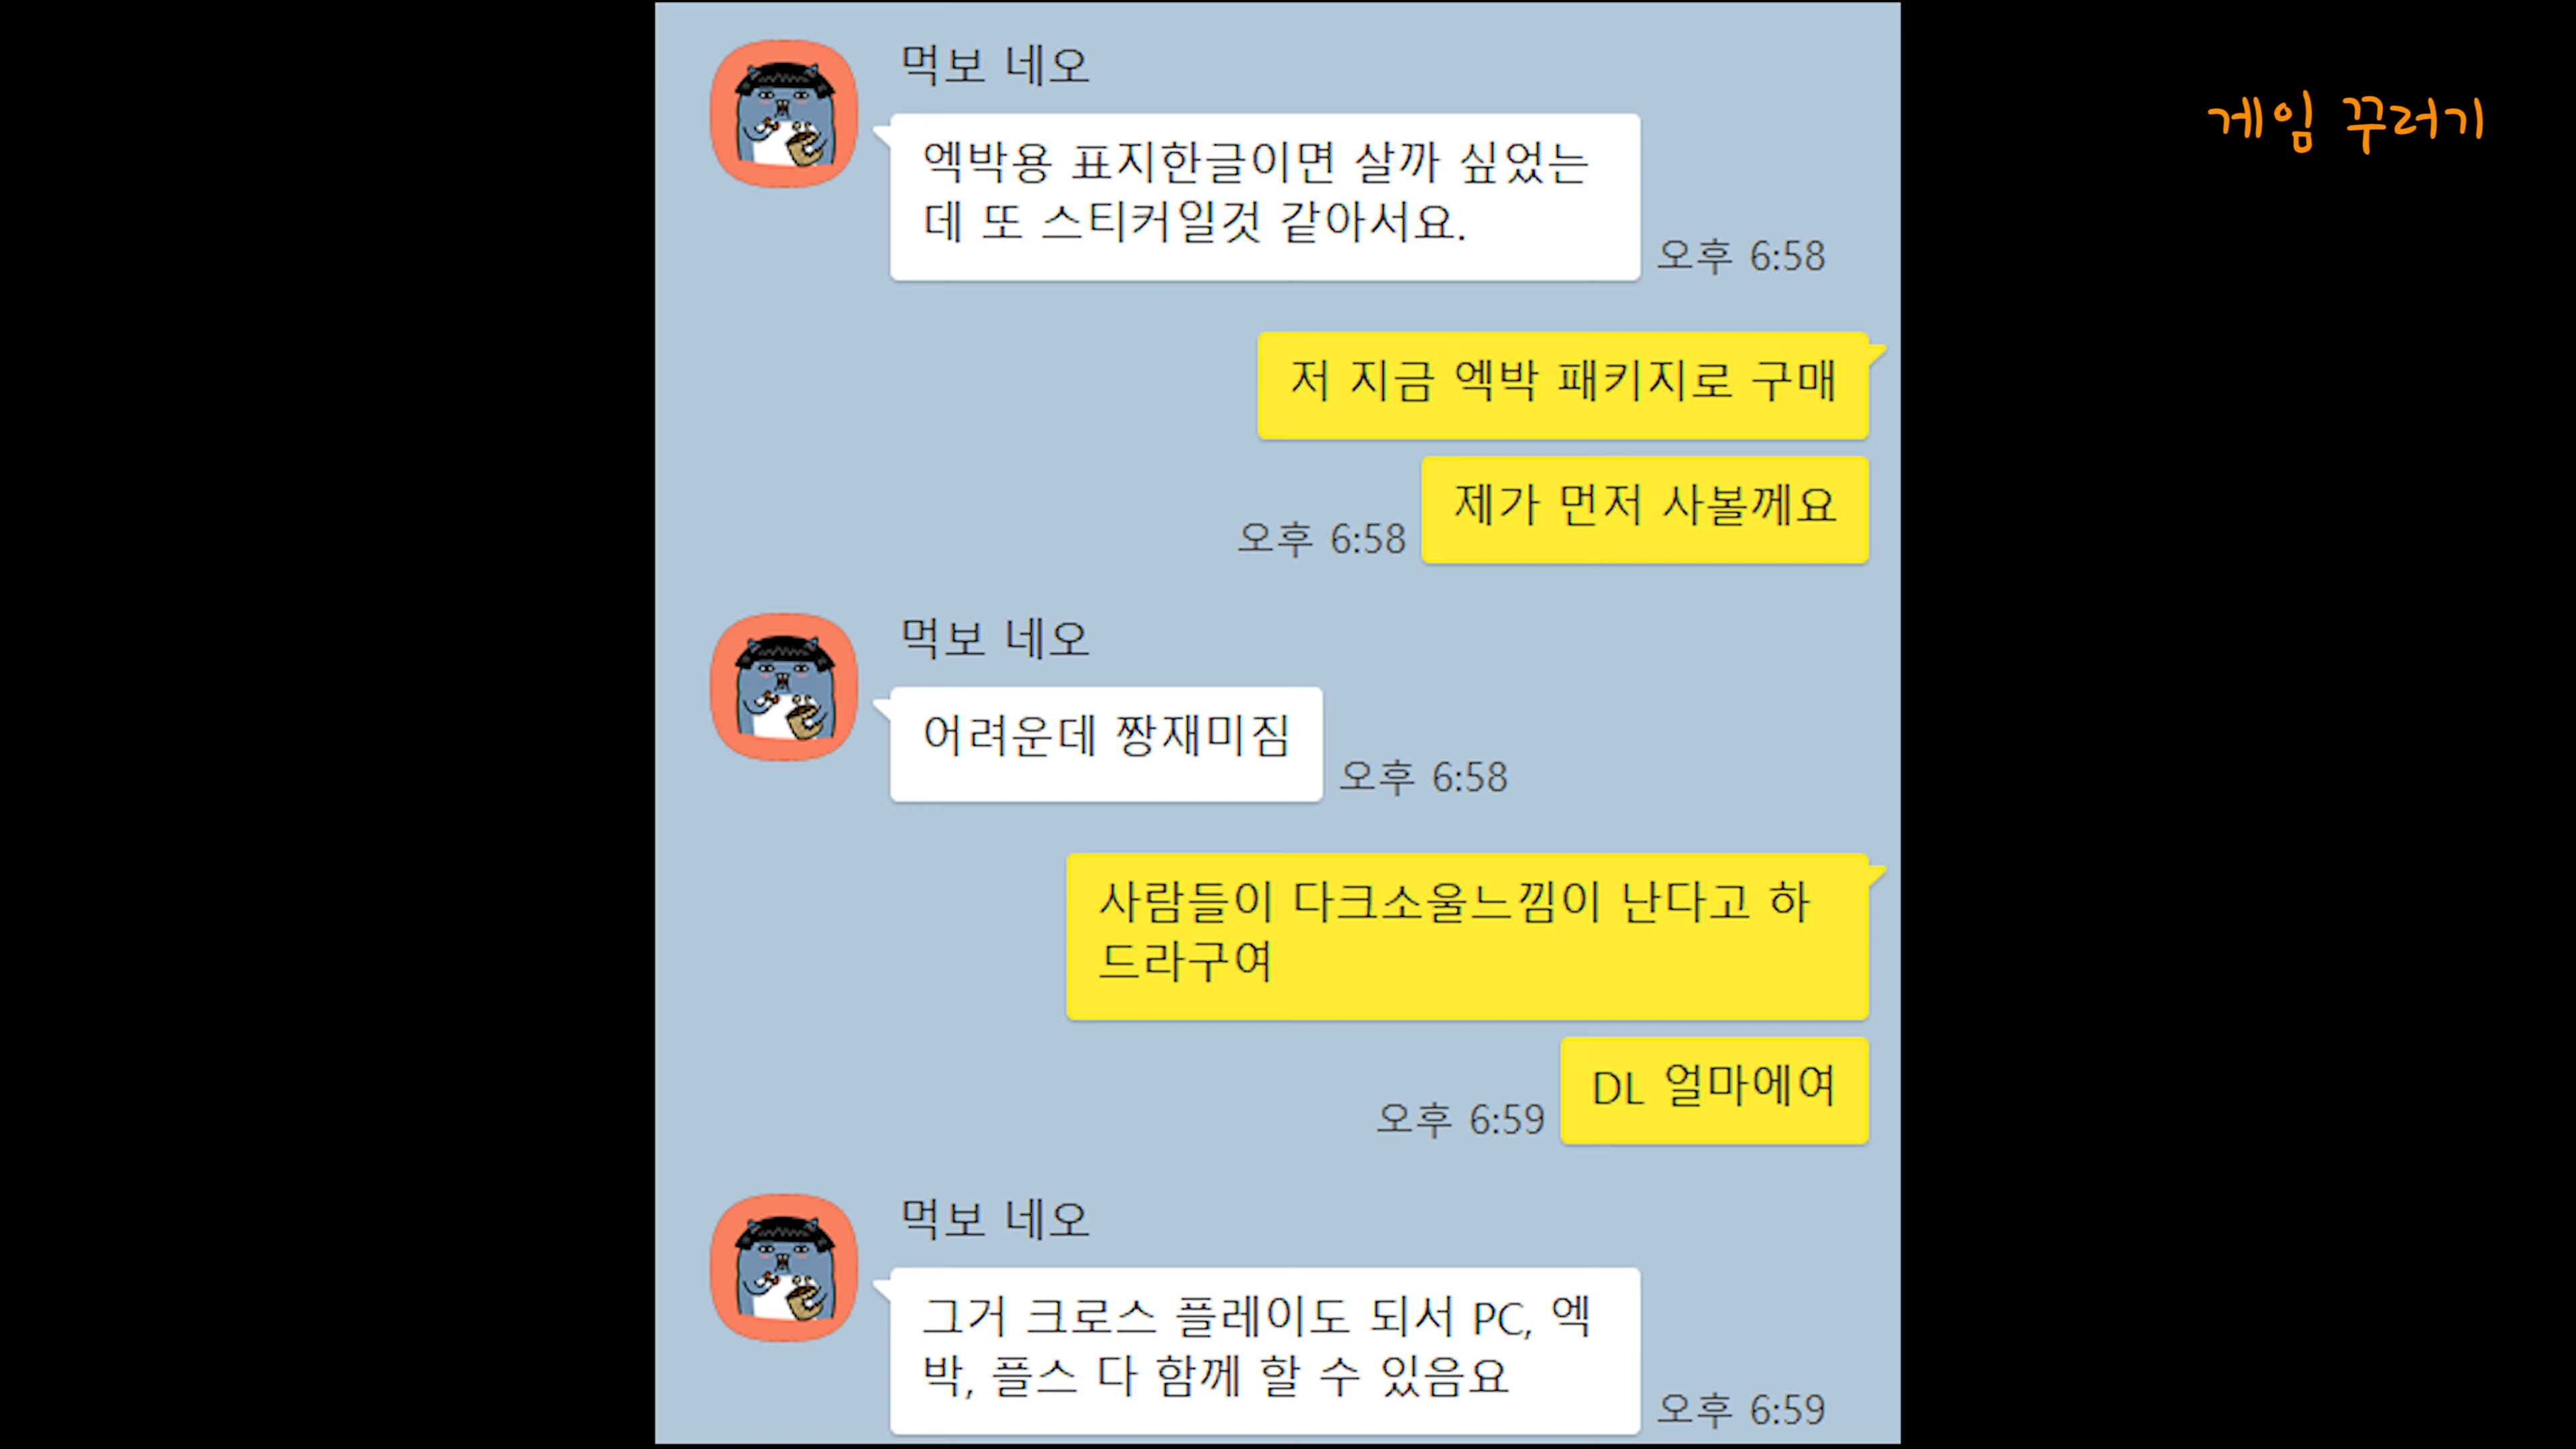 게임 꾸러기
먹보 네오
엑박용 표지한글이면 살까 싶었는
데 또 스티커일것 같아서요.
오후 6:58
저 지금 엑박 패키지로 구매
제가 먼저 사볼께요
오후 6:58
먹보 네오
어려운데 짱재미짐
오후 6:58
사람들이 다크소울느낌이 난다고 하
드라구여
DL 얼마에여
오후 6:59
먹보 네오
그거 크로스 플레이도 되서 PC, 엑
박, 플스 다 함께 할 수 있음요
오후 6:59